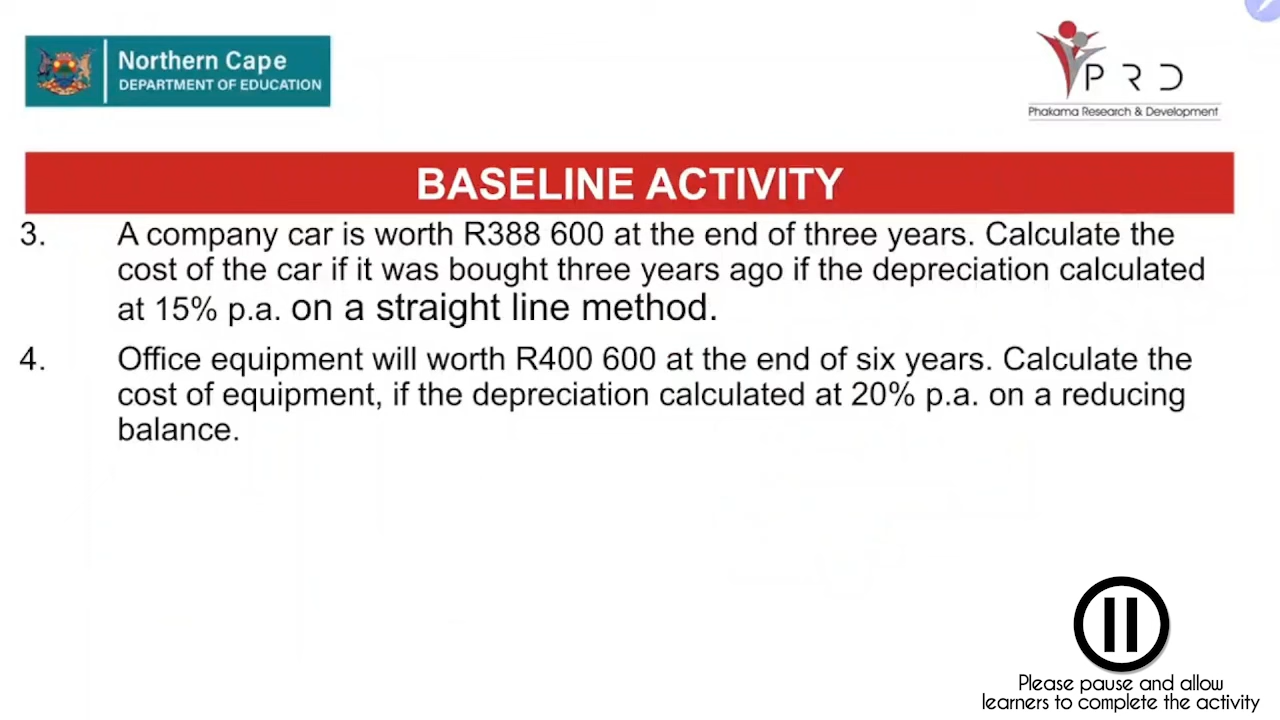 Northern Cape
DEPARTMENT OF EDUCATION
PRD
Phakama Research & Development
BASELINE ACTIVITY
3. A company car is worth R388 600 at the end of three years. Calculate the
cost of the car if it was bought three years ago if the depreciation calculated
at 15% p.a. on a straight line method.
4. Office equipment will worth R400 600 at the end of six years. Calculate the
cost of equipment, if the depreciation calculated at 20% p.a. on a reducing
balance.
Please pause and allow
learners to complete the activity